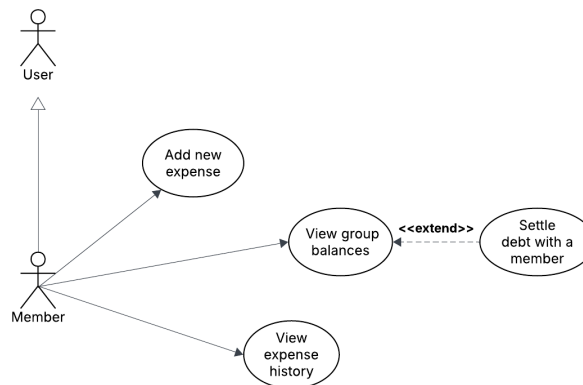 User
Add new
expense
View group
balances
<<extend>>
Settle
debt with a
member
Member
View
expense
history